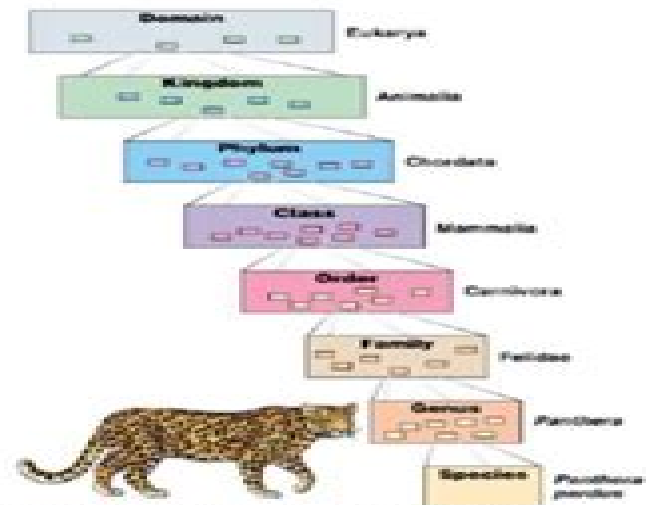 Domain
Eukarya
Kingdom
Animalia
Phylum
Chordata
Class
Mammalia
Order
Carnivora
Family
Felidae
Genus
Panthera
Species
Panthera
pardus